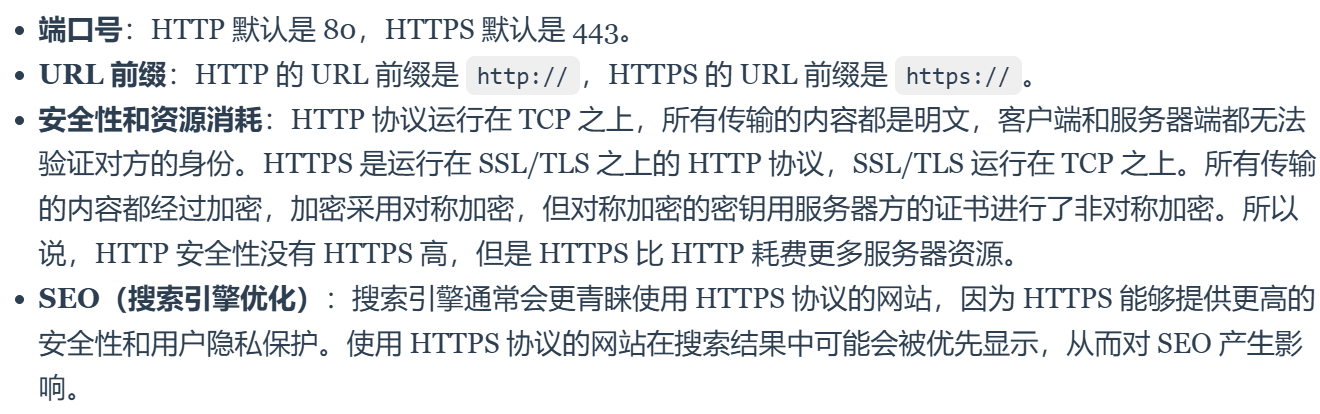 • 端口号：HTTP 默认是 80，HTTPS 默认是 443。
• URL 前缀：HTTP 的 URL 前缀是 http://，HTTPS 的 URL 前缀是 https://。
• 安全性和资源消耗：HTTP 协议运行在 TCP 之上，所有传输的内容都是明文，客户端和服务器端都无法
验证对方的身份。HTTPS 是运行在 SSL/TLS 之上的 HTTP 协议，SSL/TLS 运行在 TCP 之上。所有传输
的内容都经过加密，加密采用对称加密，但对称加密的密钥用服务器方的证书进行了非对称加密。所以
说，HTTP 安全性没有 HTTPS 高，但是 HTTPS 比 HTTP 耗费更多服务器资源。
• SEO（搜索引擎优化）：搜索引擎通常会更青睐使用 HTTPS 协议的网站，因为 HTTPS 能够提供更高的
安全性和用户隐私保护。使用 HTTPS 协议的网站在搜索结果中可能会被优先显示，从而对 SEO 产生影
响。